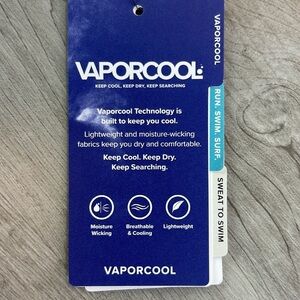 VAPORCOOL
KEEP COOL, KEEP DRY, KEEP SEARCHING
Vaporcool Technology is
built to keep you cool.
Lightweight and moisture-wicking
fabrics keep you dry and comfortable.
Keep Cool. Keep Dry.
Keep Searching.
Moisture
Wicking
Breathable
& Cooling
Lightweight
VAPORCOOL
VAPORCOOL
RUN. SWIM. SURF.
SWEAT TO SWIM